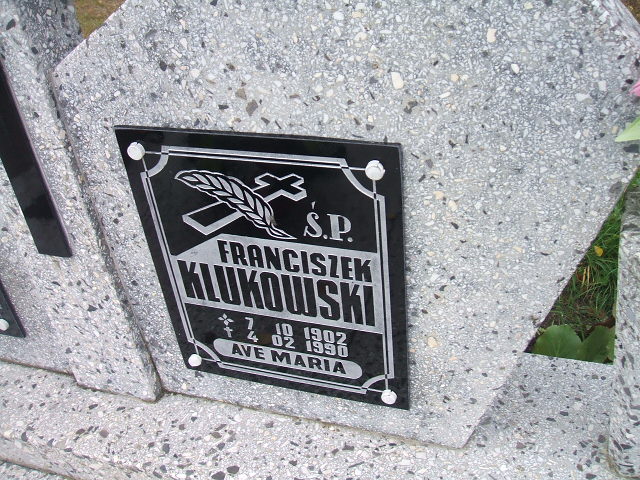 Ś.P.
FRANCISZEK
KLUKOWSKI
* 7 10 1902
† 4 02 1990
AVE MARIA